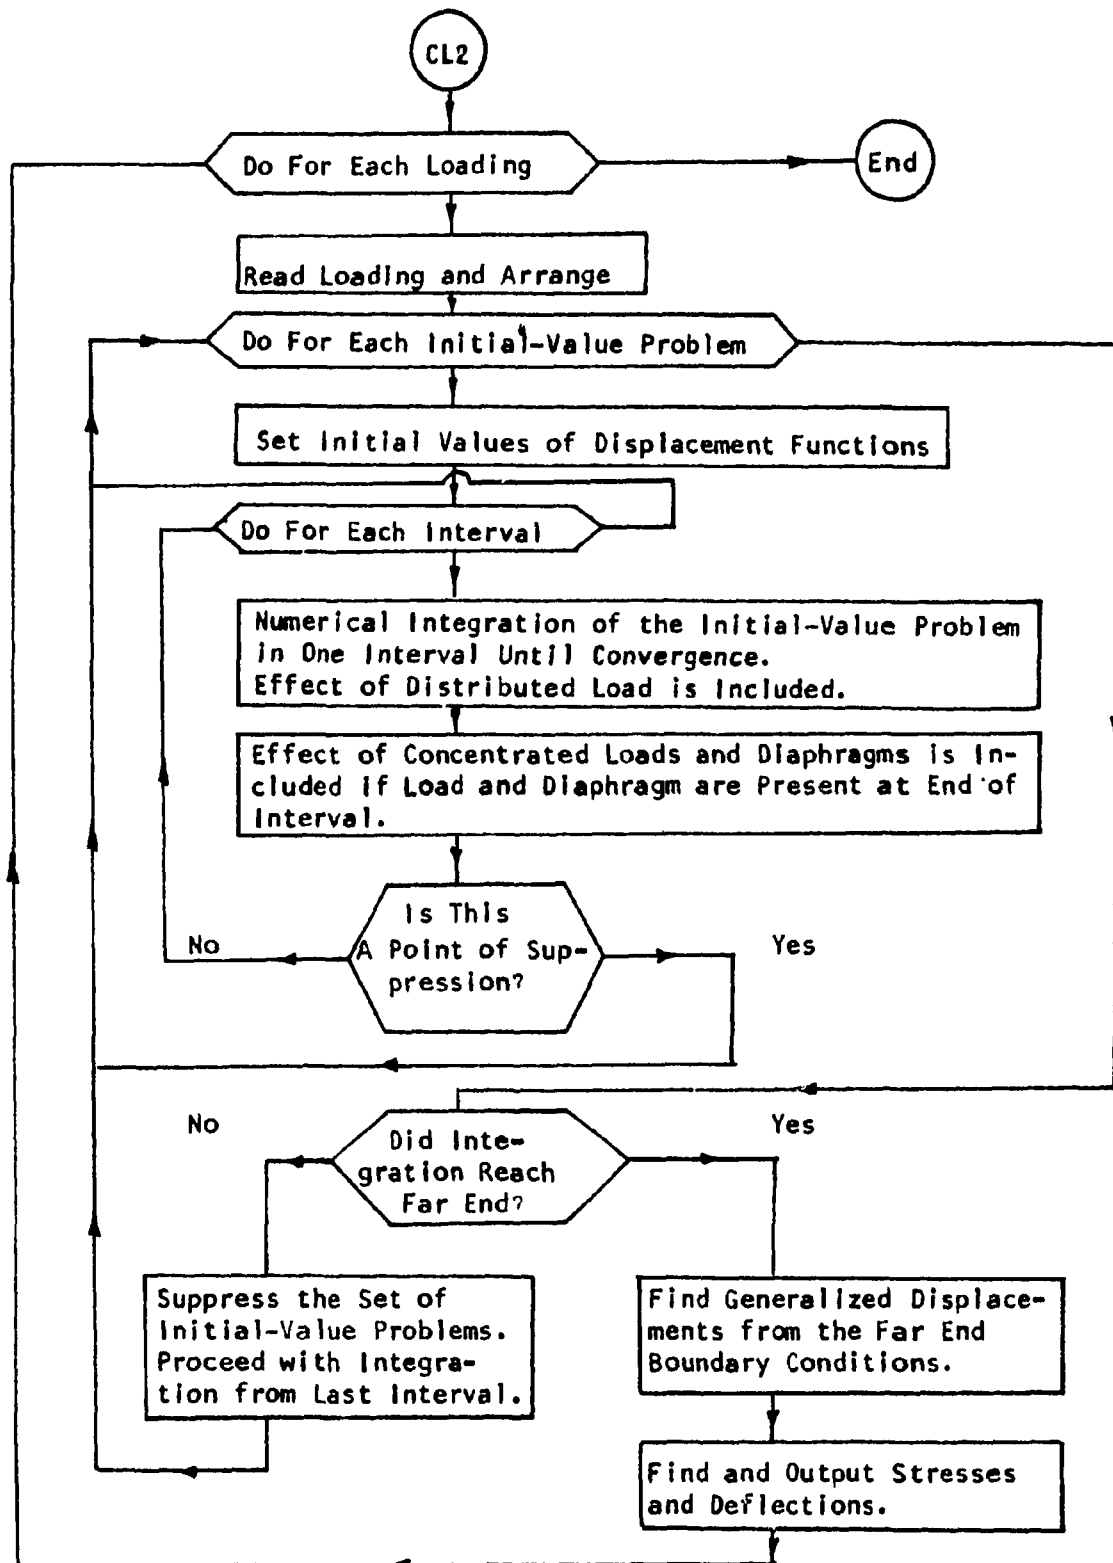 CL2
Do For Each Loading
End
Read Loading and Arrange
Do For Each Initial-Value Problem
Set Initial Values of Displacement Functions
Do For Each Interval
Numerical Integration of the Initial-Value Problem
in One Interval Until Convergence.
Effect of Distributed Load is Included.
Effect of Concentrated Loads and Diaphragms is In-
cluded if Load and Diaphragm are Present at End of
Interval.
Is This
A Point of Sup-
pression?
No
Yes
No
Yes
Did Inte-
gration Reach
Far End?
Suppress the Set of
Initial-Value Problems.
Proceed with Integra-
tion from Last Interval.
Find Generalized Displace-
ments from the Far End
Boundary Conditions.
Find and Output Stresses
and Deflections.